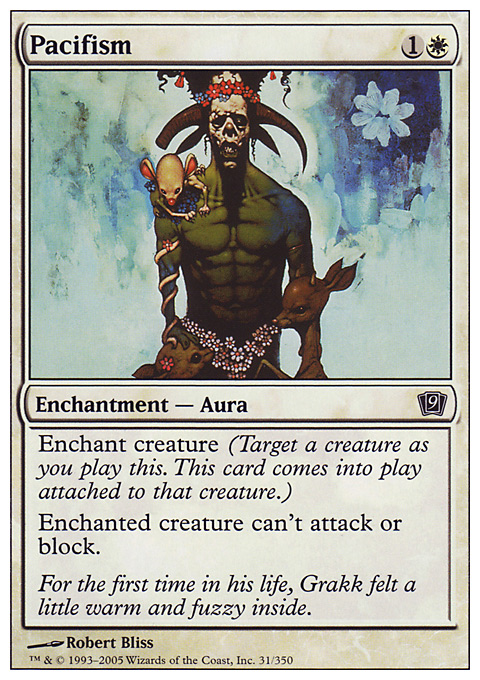 Pacifism 1
Enchantment — Aura 9
Enchant creature (Target a creature as
you play this. This card comes into play
attached to that creature.)
Enchanted creature can't attack or
block.
For the first time in his life, Grakk felt a
little warm and fuzzy inside.
Robert Bliss
™ & © 1993–2005 Wizards of the Coast, Inc. 31/350